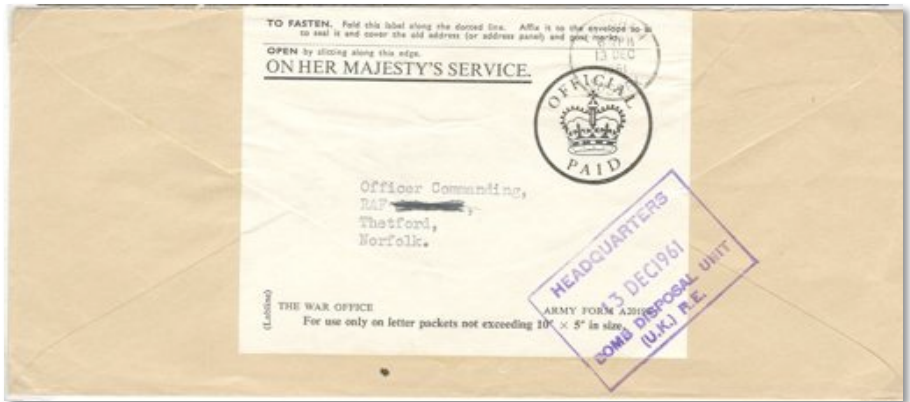 TO FASTEN. Fold this label along the dotted line. Affix it to the envelope so as
to seal it and cover the old address (or address panel) and post marks.
OPEN by slitting along this edge.
ON HER MAJESTY'S SERVICE.
13 DEC
OFFICIAL
PAID
Officer Commanding,
RAF
Thetford,
Norfolk.
HEADQUARTERS
13 DEC 1961
BOMB DISPOSAL UNIT
(U.K.) R.E.
(Labline)
THE WAR OFFICE
ARMY FORM
For use only on letter packets not exceeding 10" × 5" in size.